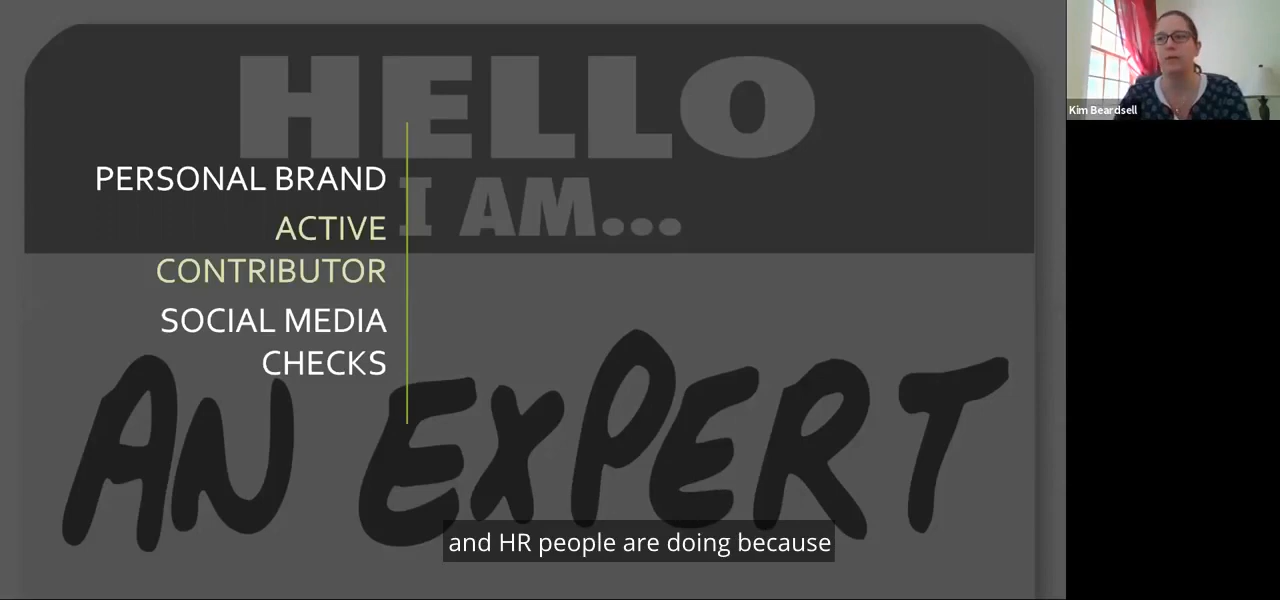 HELLO
I AM...
AN EXPERT
PERSONAL BRAND
ACTIVE
CONTRIBUTOR
SOCIAL MEDIA
CHECKS
and HR people are doing because
Kim Beardsell